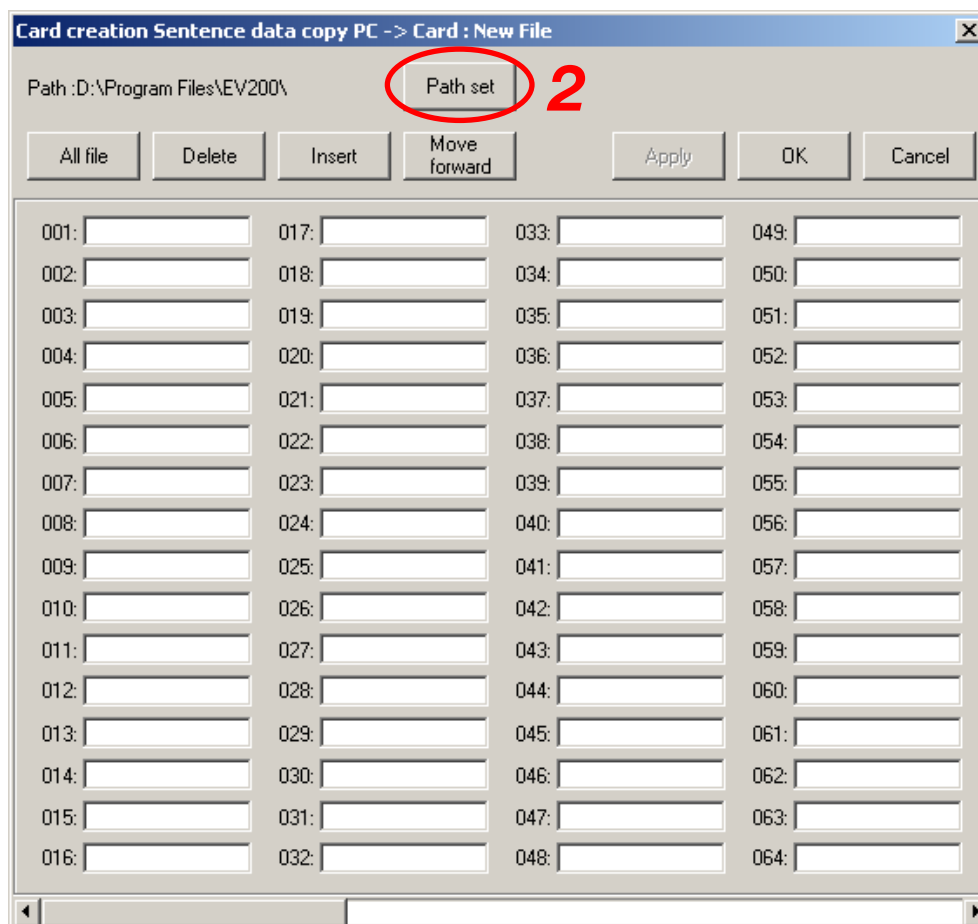 Card creation Sentence data copy PC -> Card : New File
Path :D:\Program Files\EV200\ Path set 2
All file Delete Insert Move forward Apply OK Cancel
001: 017: 033: 049:
002: 018: 034: 050:
003: 019: 035: 051:
004: 020: 036: 052:
005: 021: 037: 053:
006: 022: 038: 054:
007: 023: 039: 055:
008: 024: 040: 056:
009: 025: 041: 057:
010: 026: 042: 058:
011: 027: 043: 059:
012: 028: 044: 060:
013: 029: 045: 061:
014: 030: 046: 062:
015: 031: 047: 063:
016: 032: 048: 064: